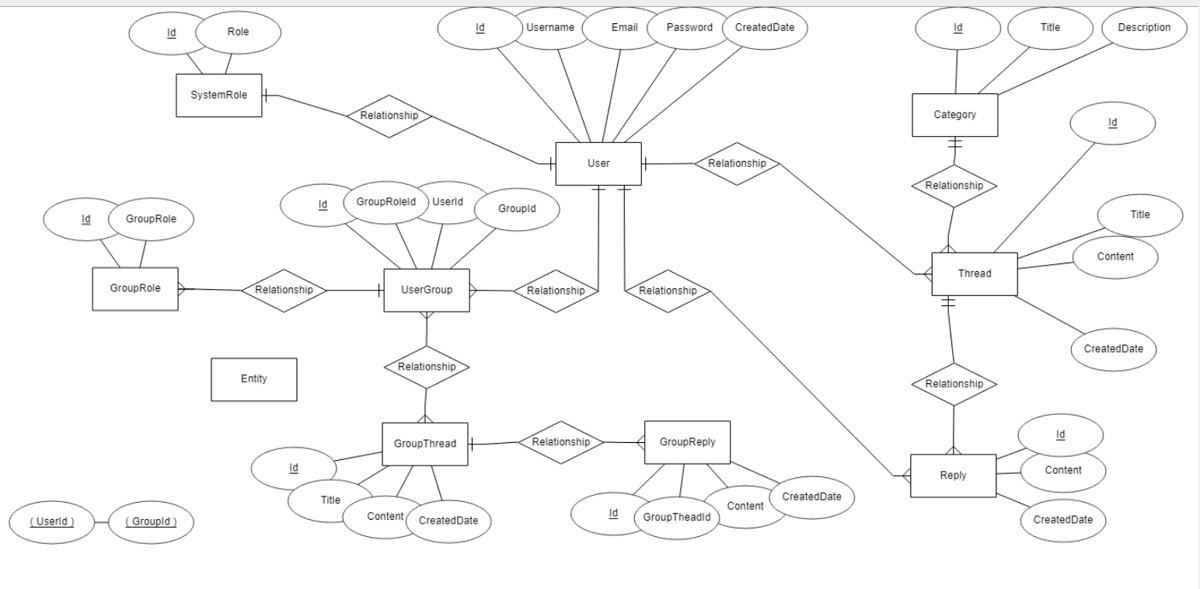 Id
Role
Id
Username
Email
Password
CreatedDate
Id
Title
Description
SystemRole
Relationship
Category
Id
User
Relationship
Relationship
Id
GroupRole
Id
GroupRoleId
UserId
GroupId
Title
Content
Thread
GroupRole
Relationship
UserGroup
Relationship
Relationship
CreatedDate
Relationship
Entity
Relationship
GroupThread
Relationship
GroupReply
Id
Content
CreatedDate
Reply
Id
Title
Content
CreatedDate
Id
GroupTheadId
Content
CreatedDate
( UserId )
( GroupId )